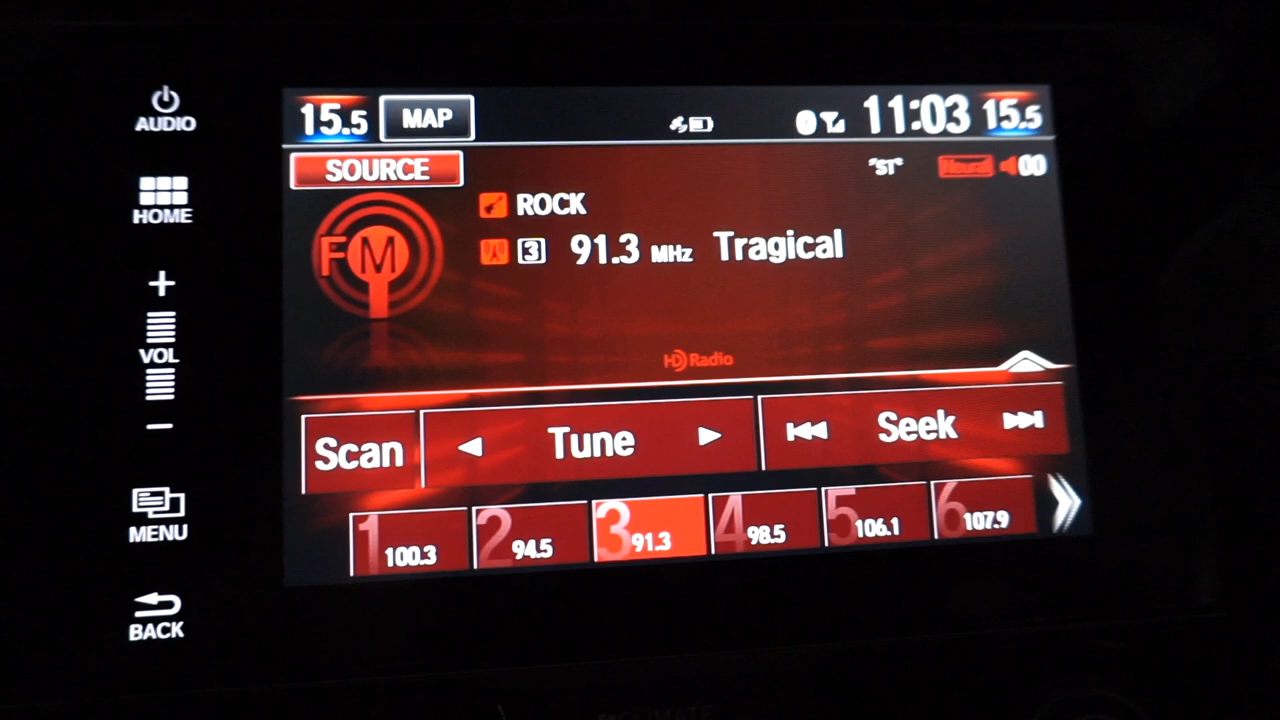 AUDIO
HOME
VOL
MENU
BACK
15.5 MAP 11:03 15.5
SOURCE "ST" Neural 00
FM
ROCK
3 91.3 MHz Tragical
HD Radio
Scan Tune Seek
1 100.3 2 94.5 3 91.3 4 98.5 5 106.1 6 107.9